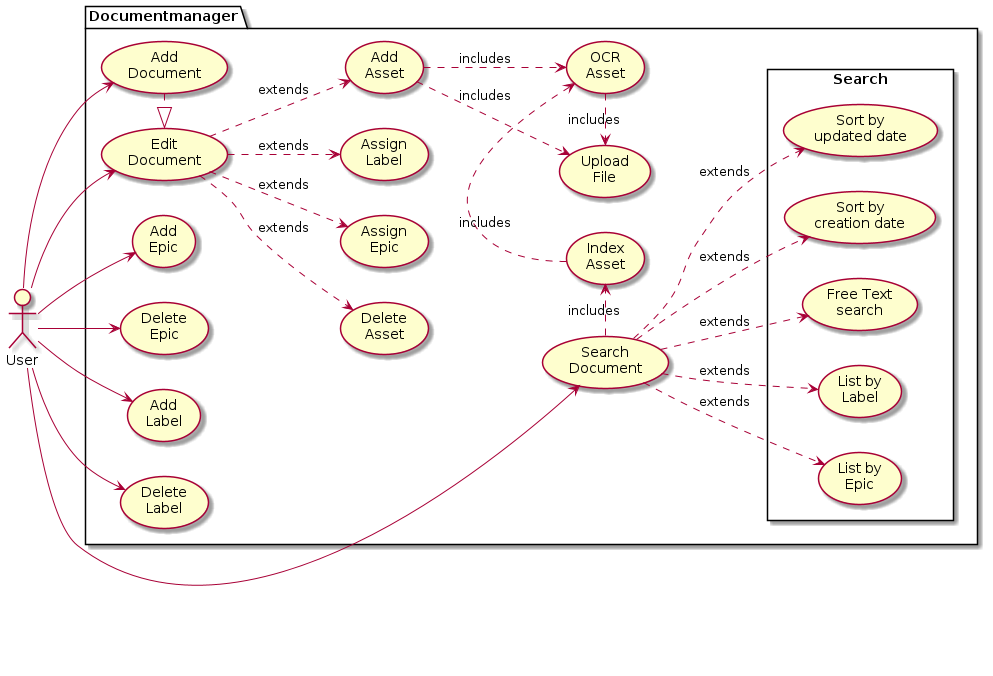 Documentmanager
Add
Document
Edit
Document
Add
Epic
Delete
Epic
Add
Label
Delete
Label
User
extends
extends
extends
extends
Add
Asset
Assign
Label
Assign
Epic
Delete
Asset
includes
includes
includes
includes
includes
OCR
Asset
Upload
File
Index
Asset
Search
Document
extends
extends
extends
extends
extends
Search
Sort by
updated date
Sort by
creation date
Free Text
search
List by
Label
List by
Epic